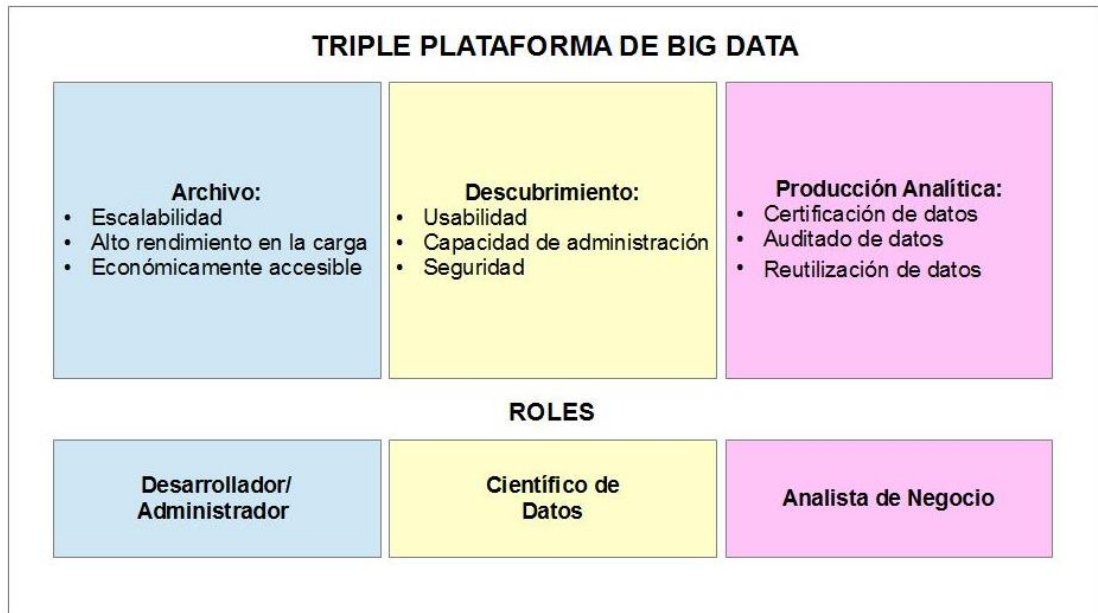 TRIPLE PLATAFORMA DE BIG DATA
Archivo:
• Escalabilidad
• Alto rendimiento en la carga
• Económicamente accesible
Descubrimiento:
• Usabilidad
• Capacidad de administración
• Seguridad
Producción Analítica:
• Certificación de datos
• Auditado de datos
• Reutilización de datos
ROLES
Desarrollador/
Administrador
Científico de
Datos
Analista de Negocio